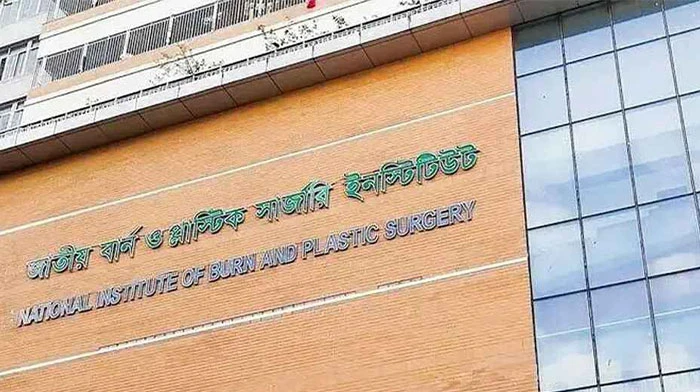 জাতীয় বার্ন ও প্লাস্টিক সার্জারি ইনস্টিটিউট
NATIONAL INSTITUTE OF BURN AND PLASTIC SURGERY